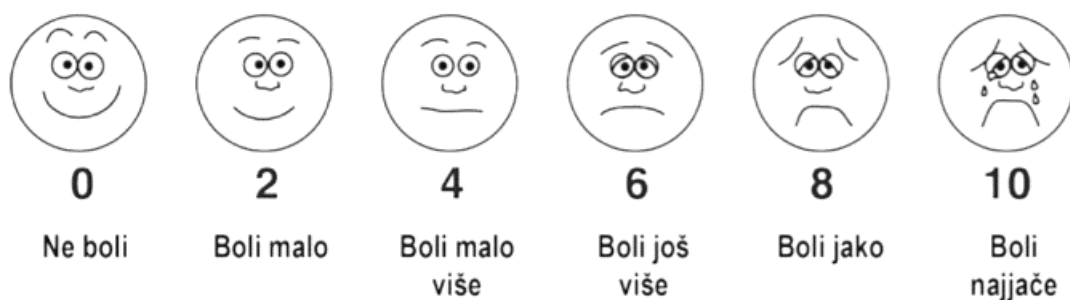 0 2 4 6 8 10
Ne boli
Boli malo
Boli malo
više
Boli još
više
Boli jako
Boli
najjače